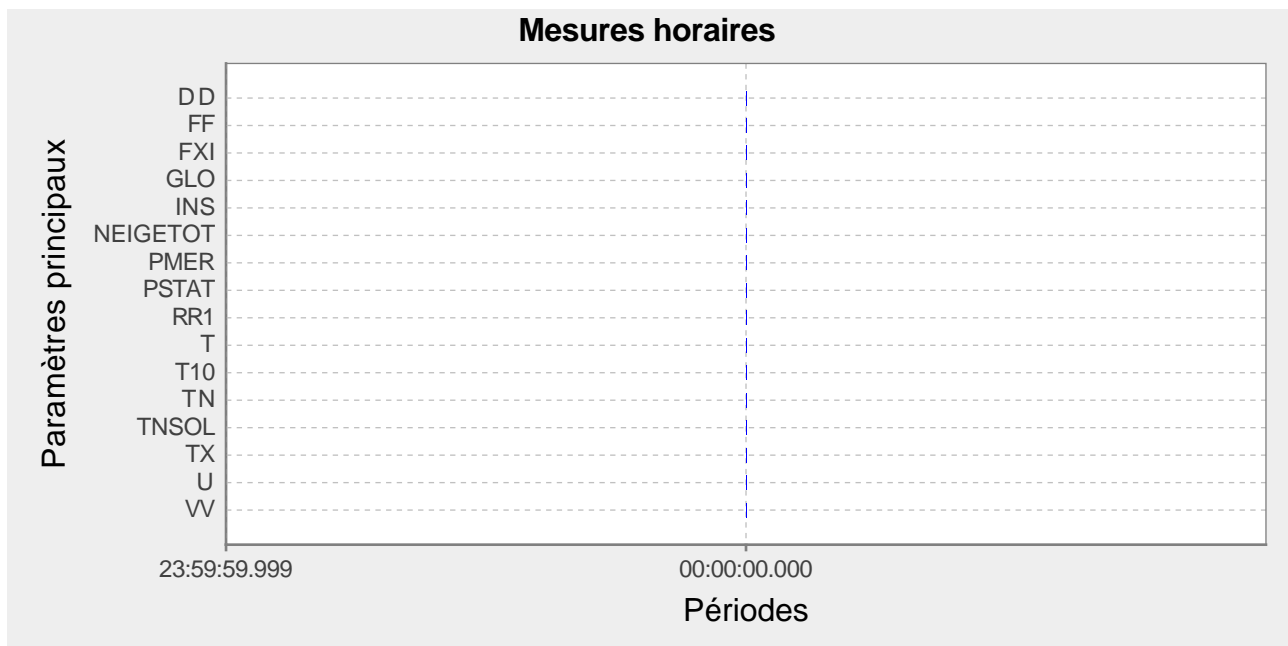 Mesures horaires
Paramètres principaux
DD
FF
FXI
GLO
INS
NEIGETOT
PMER
PSTAT
RR1
T
T10
TN
TNSOL
TX
U
VV
23:59:59.999 00:00:00.000
Périodes